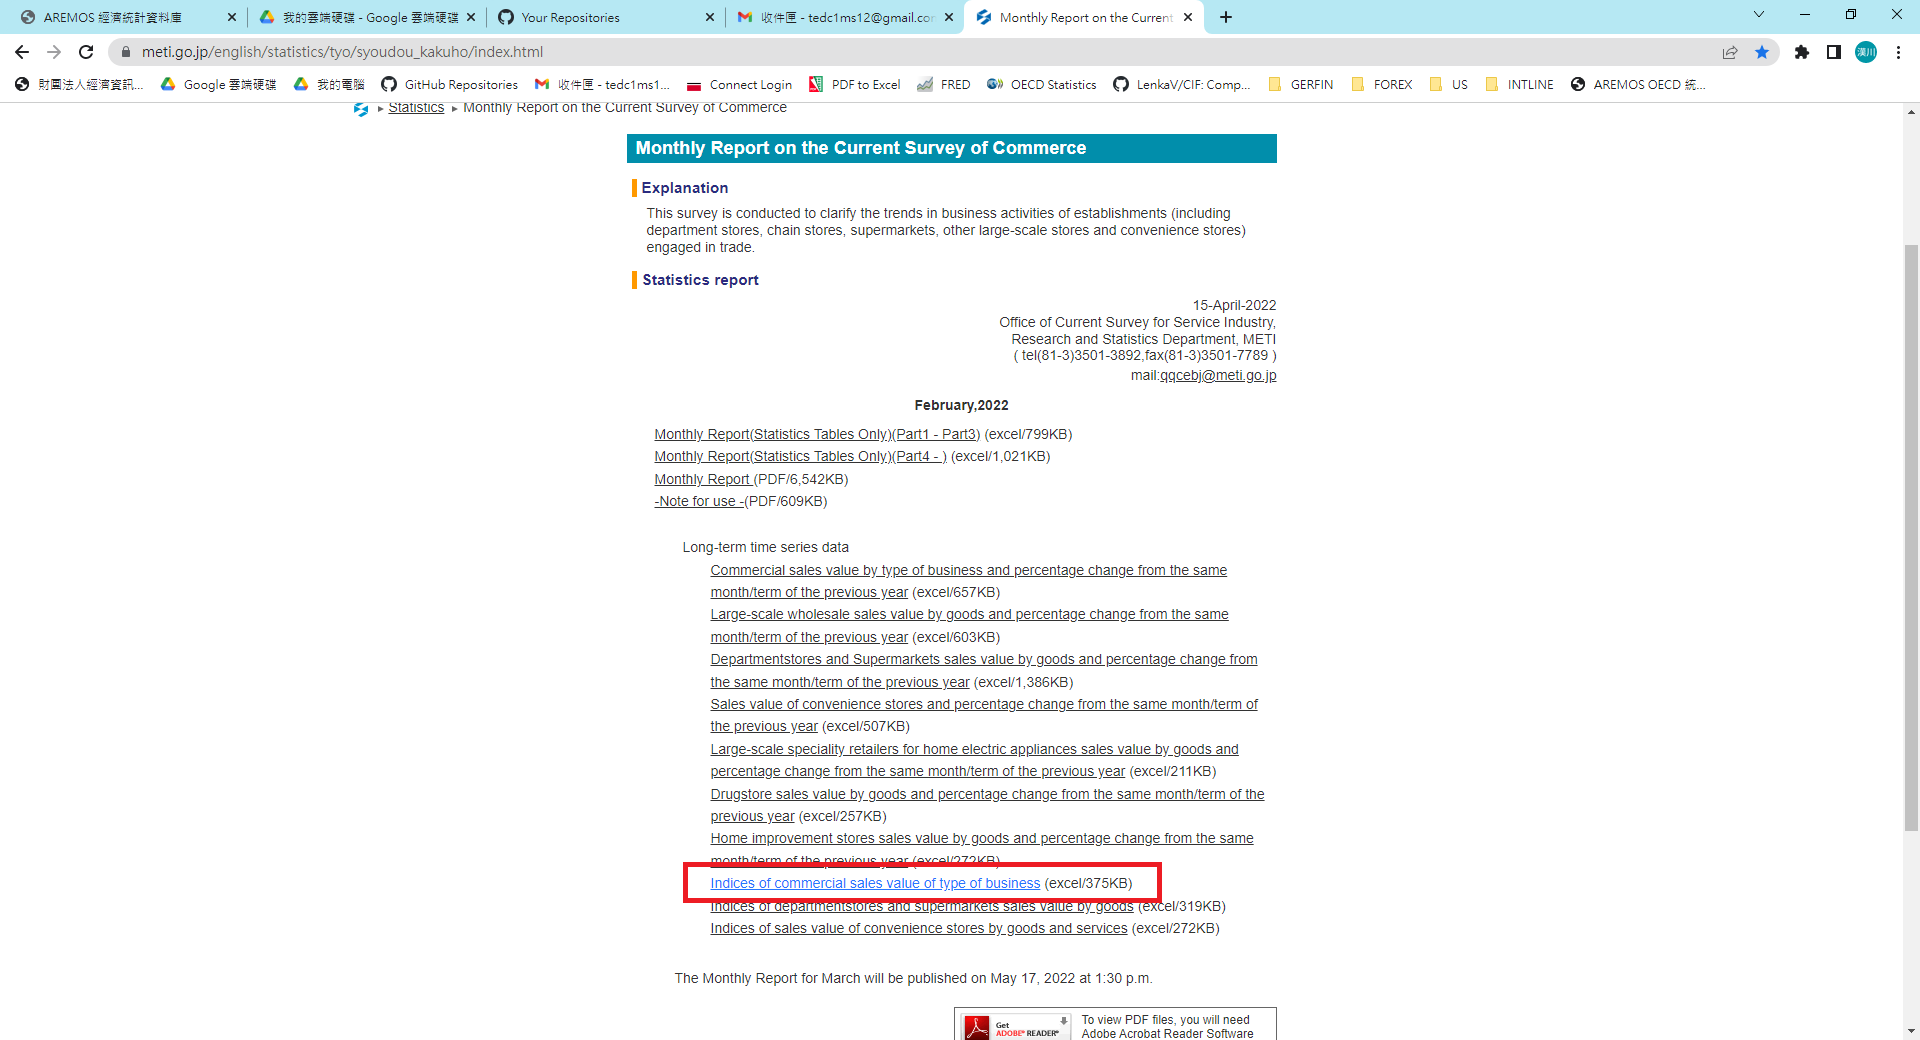 AREMOS 經濟統計資料庫
我的雲端硬碟 - Google 雲端硬碟
Your Repositories
收件匣 - tedc1ms12@gmail.com
Monthly Report on the Current
meti.go.jp/english/statistics/tyo/syoudou_kakuho/index.html
漢川
財團法人經濟資訊...
Google 雲端硬碟
我的電腦
GitHub Repositories
收件匣 - tedc1ms1...
Connect Login
PDF to Excel
FRED
OECD Statistics
LenkaV/CIF: Comp...
GERFIN
FOREX
US
INTLINE
AREMOS OECD 統...
Statistics ▸ Monthly Report on the Current Survey of Commerce
Monthly Report on the Current Survey of Commerce
Explanation
This survey is conducted to clarify the trends in business activities of establishments (including
department stores, chain stores, supermarkets, other large-scale stores and convenience stores)
engaged in trade.
Statistics report
15-April-2022
Office of Current Survey for Service Industry,
Research and Statistics Department, METI
( tel(81-3)3501-3892,fax(81-3)3501-7789 )
mail:qqcebj@meti.go.jp
February,2022
Monthly Report(Statistics Tables Only)(Part1 - Part3) (excel/799KB)
Monthly Report(Statistics Tables Only)(Part4 - ) (excel/1,021KB)
Monthly Report (PDF/6,542KB)
-Note for use -(PDF/609KB)
Long-term time series data
Commercial sales value by type of business and percentage change from the same
month/term of the previous year (excel/657KB)
Large-scale wholesale sales value by goods and percentage change from the same
month/term of the previous year (excel/603KB)
Departmentstores and Supermarkets sales value by goods and percentage change from
the same month/term of the previous year (excel/1,386KB)
Sales value of convenience stores and percentage change from the same month/term of
the previous year (excel/507KB)
Large-scale speciality retailers for home electric appliances sales value by goods and
percentage change from the same month/term of the previous year (excel/211KB)
Drugstore sales value by goods and percentage change from the same month/term of the
previous year (excel/257KB)
Home improvement stores sales value by goods and percentage change from the same
month/term of the previous year (excel/272KB)
Indices of commercial sales value of type of business (excel/375KB)
Indices of departmentstores and supermarkets sales value by goods (excel/319KB)
Indices of sales value of convenience stores by goods and services (excel/272KB)
The Monthly Report for March will be published on May 17, 2022 at 1:30 p.m.
Get
ADOBE® READER®
To view PDF files, you will need
Adobe Acrobat Reader Software